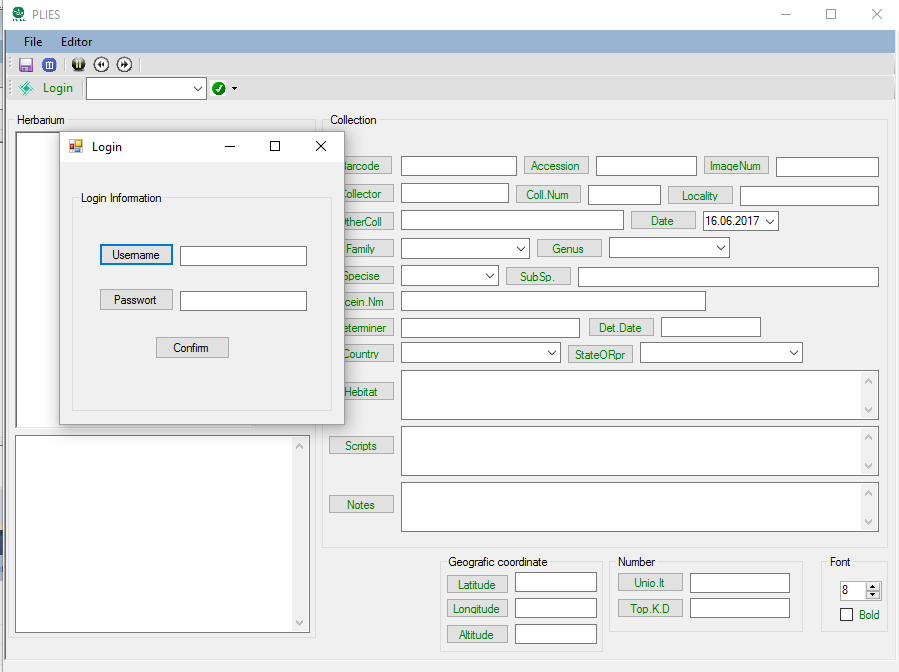 PLIES
File Editor
Login
Herbarium
Collection
Login
Login Information
Username
Passwort
Confirm
arcode Accession ImageNum
ollector Coll.Num Locality
therColl Date 16.06.2017
Family Genus
Specise SubSp.
cein.Nm
eterminer Det.Date
Country StateORpr
Hebitat
Scripts
Notes
Geografic coordinate
Latitude
Longitude
Altitude
Number
Unio.It
Top.K.D
Font
8
Bold